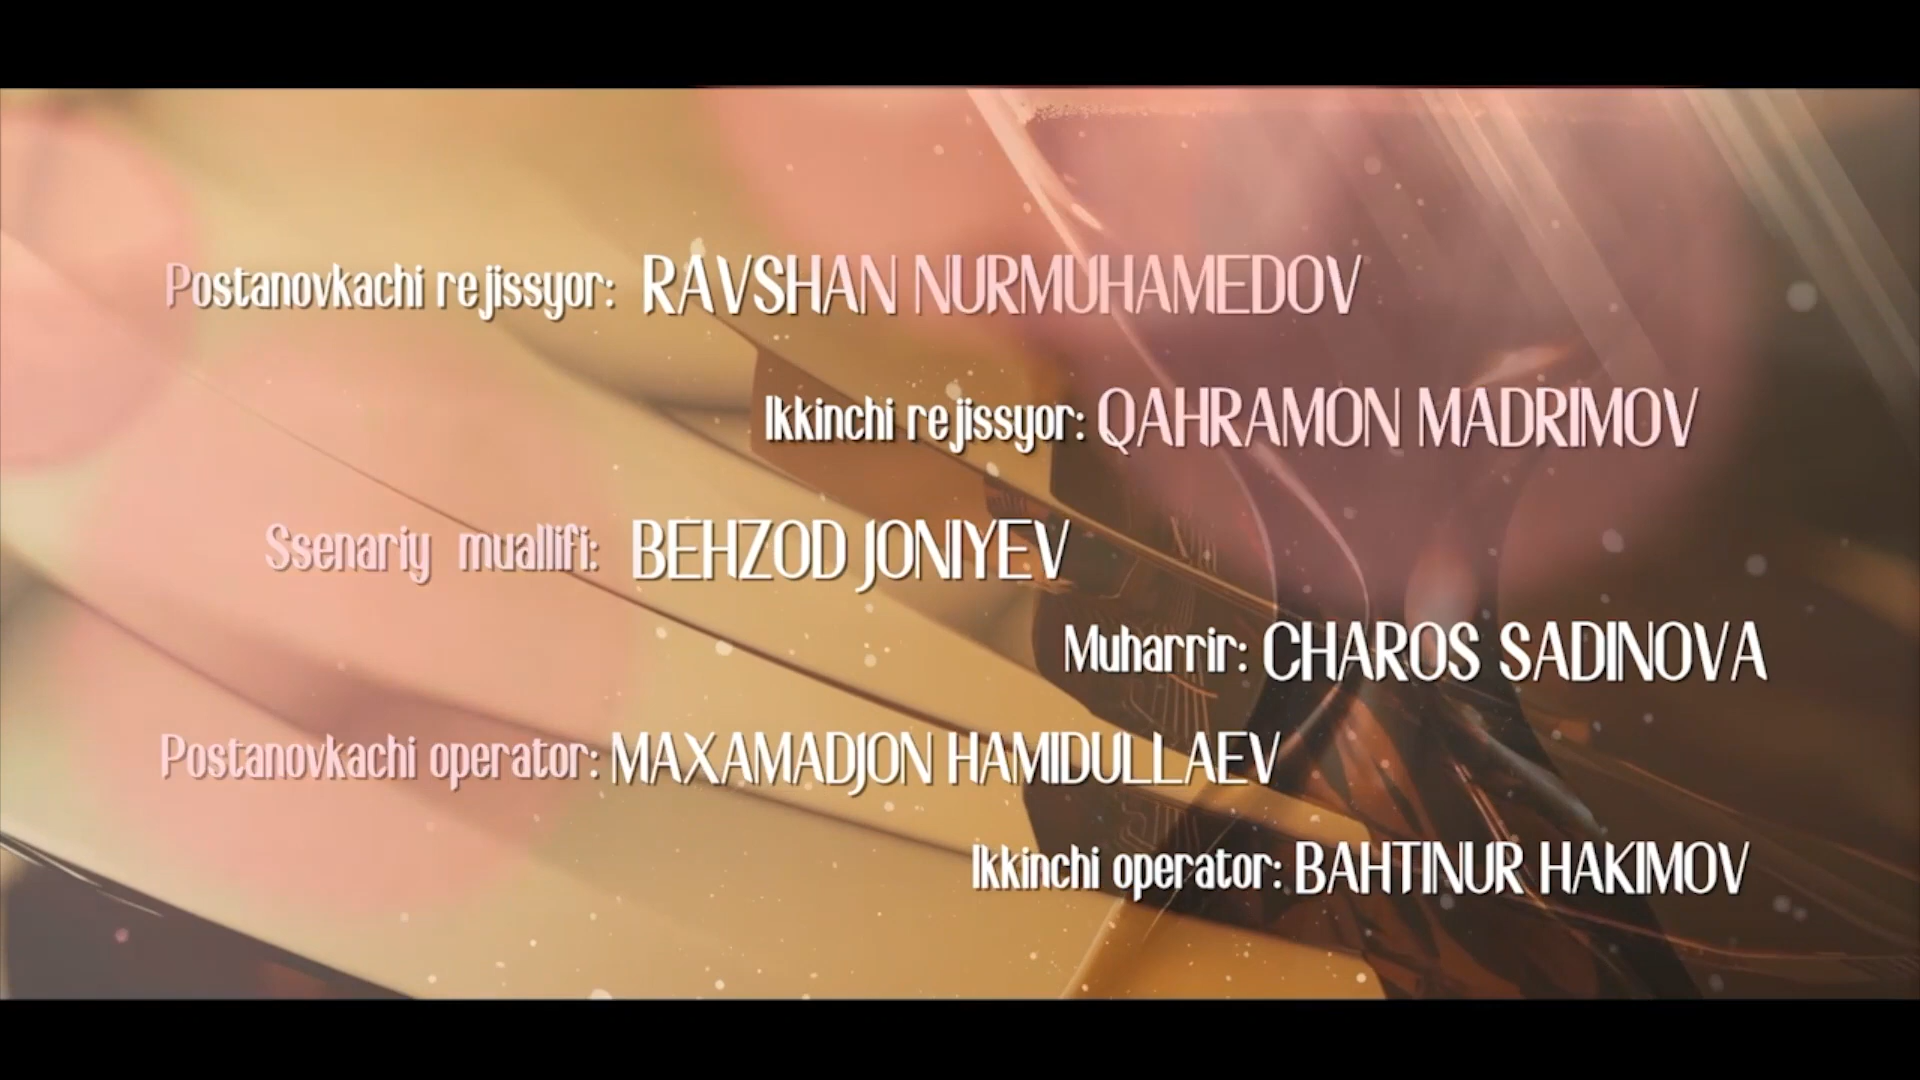 Postanovkachi rejissyor: RAVSHAN NURMUHAMEDOV
Ikkinchi rejissyor: QAHRAMON MADRIMOV
Ssenariy muallifi: BEHZOD JONIYEV
Muharrir: CHAROS SADINOVA
Postanovkachi operator: MAXAMADJON HAMIDULLAEV
Ikkinchi operator: BAHTINUR HAKIMOV